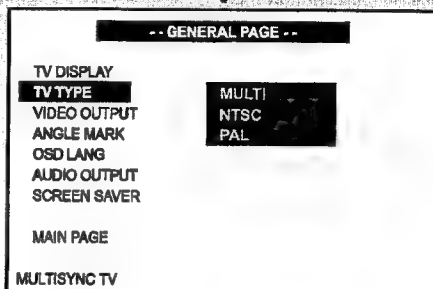 -- GENERAL PAGE --
TV DISPLAY
TV TYPE
VIDEO OUTPUT
ANGLE MARK
OSD LANG
AUDIO OUTPUT
SCREEN SAVER
MULTI
NTSC
PAL
MAIN PAGE
MULTISYNC TV